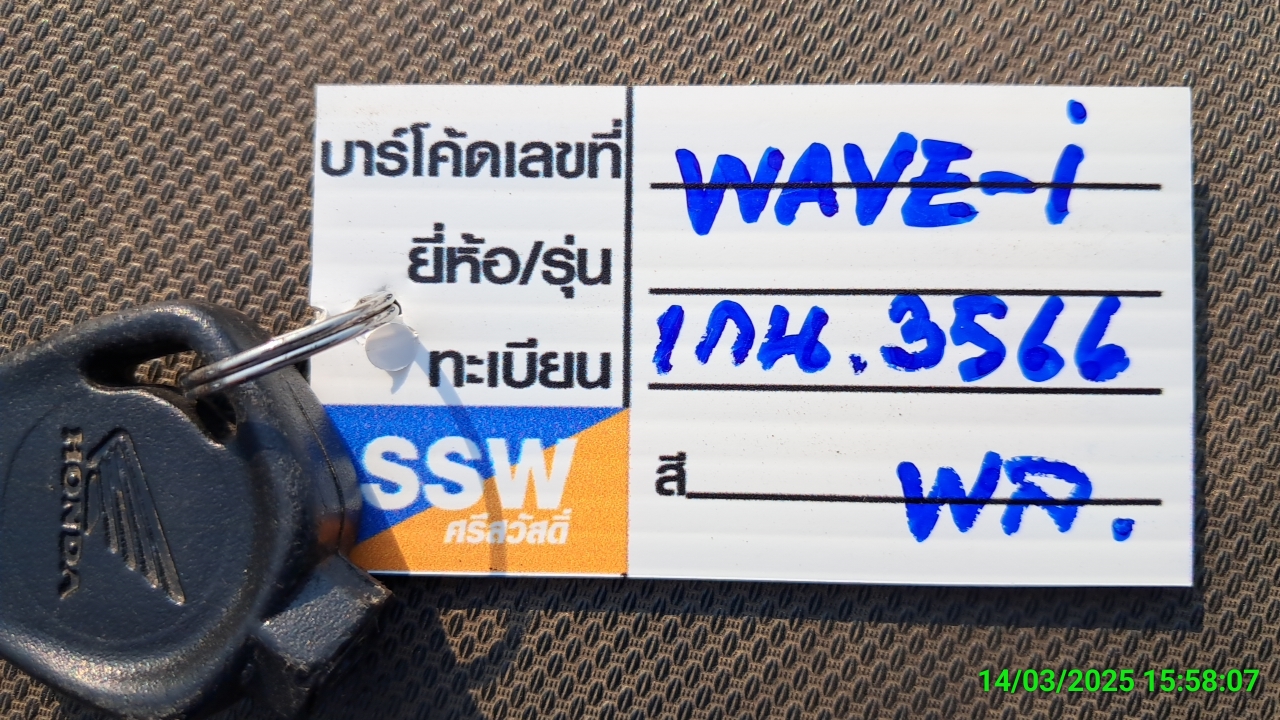 บาร์โค้ดเลขที่
WAVE-i
ยี่ห้อ/รุ่น
ทะเบียน
1กน.3566
SSW
ศรีสวัสดิ์
สี
HONDA
14/03/2025 15:58:07